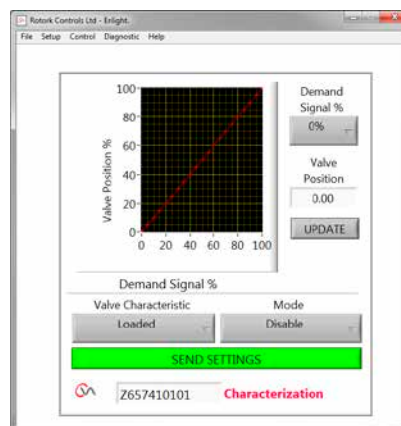 Rotork Controls Ltd - Enlight.
File Setup Control Diagnostic Help
Demand
Signal %
0%
Valve
Position
0.00
UPDATE
Valve Position %
100
80
60
40
20
0
0 20 40 60 80 100
Demand Signal %
Valve Characteristic Mode
Loaded Disable
SEND SETTINGS
Z657410101 Characterization